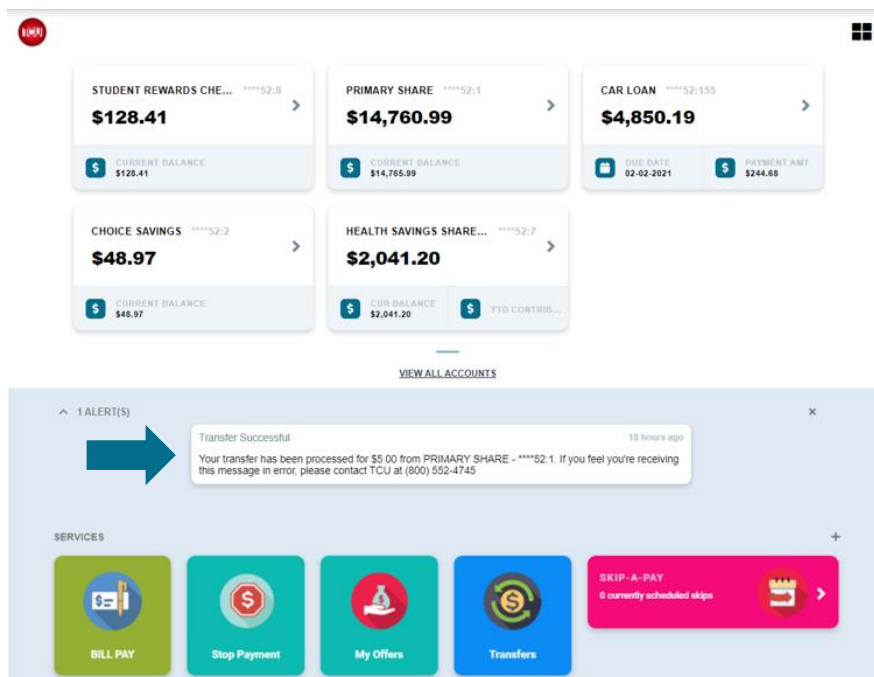 TCU
STUDENT REWARDS CHE... ****52:8
$128.41
CURRENT BALANCE
$128.41
PRIMARY SHARE ****52:1
$14,760.99
CURRENT BALANCE
$14,765.99
CAR LOAN ****52:155
$4,850.19
DUE DATE
02-02-2021
PAYMENT AMT
$244.68
CHOICE SAVINGS ****52:2
$48.97
CURRENT BALANCE
$48.97
HEALTH SAVINGS SHARE... ****52:7
$2,041.20
CUR BALANCE
$2,041.20
YTD CONTRIB...
VIEW ALL ACCOUNTS
1 ALERT(S)
Transfer Successful 18 hours ago
Your transfer has been processed for $5.00 from PRIMARY SHARE - ****52:1. If you feel you're receiving
this message in error, please contact TCU at (800) 552-4745
SERVICES
BILL PAY
Stop Payment
My Offers
Transfers
SKIP-A-PAY
0 currently scheduled skips